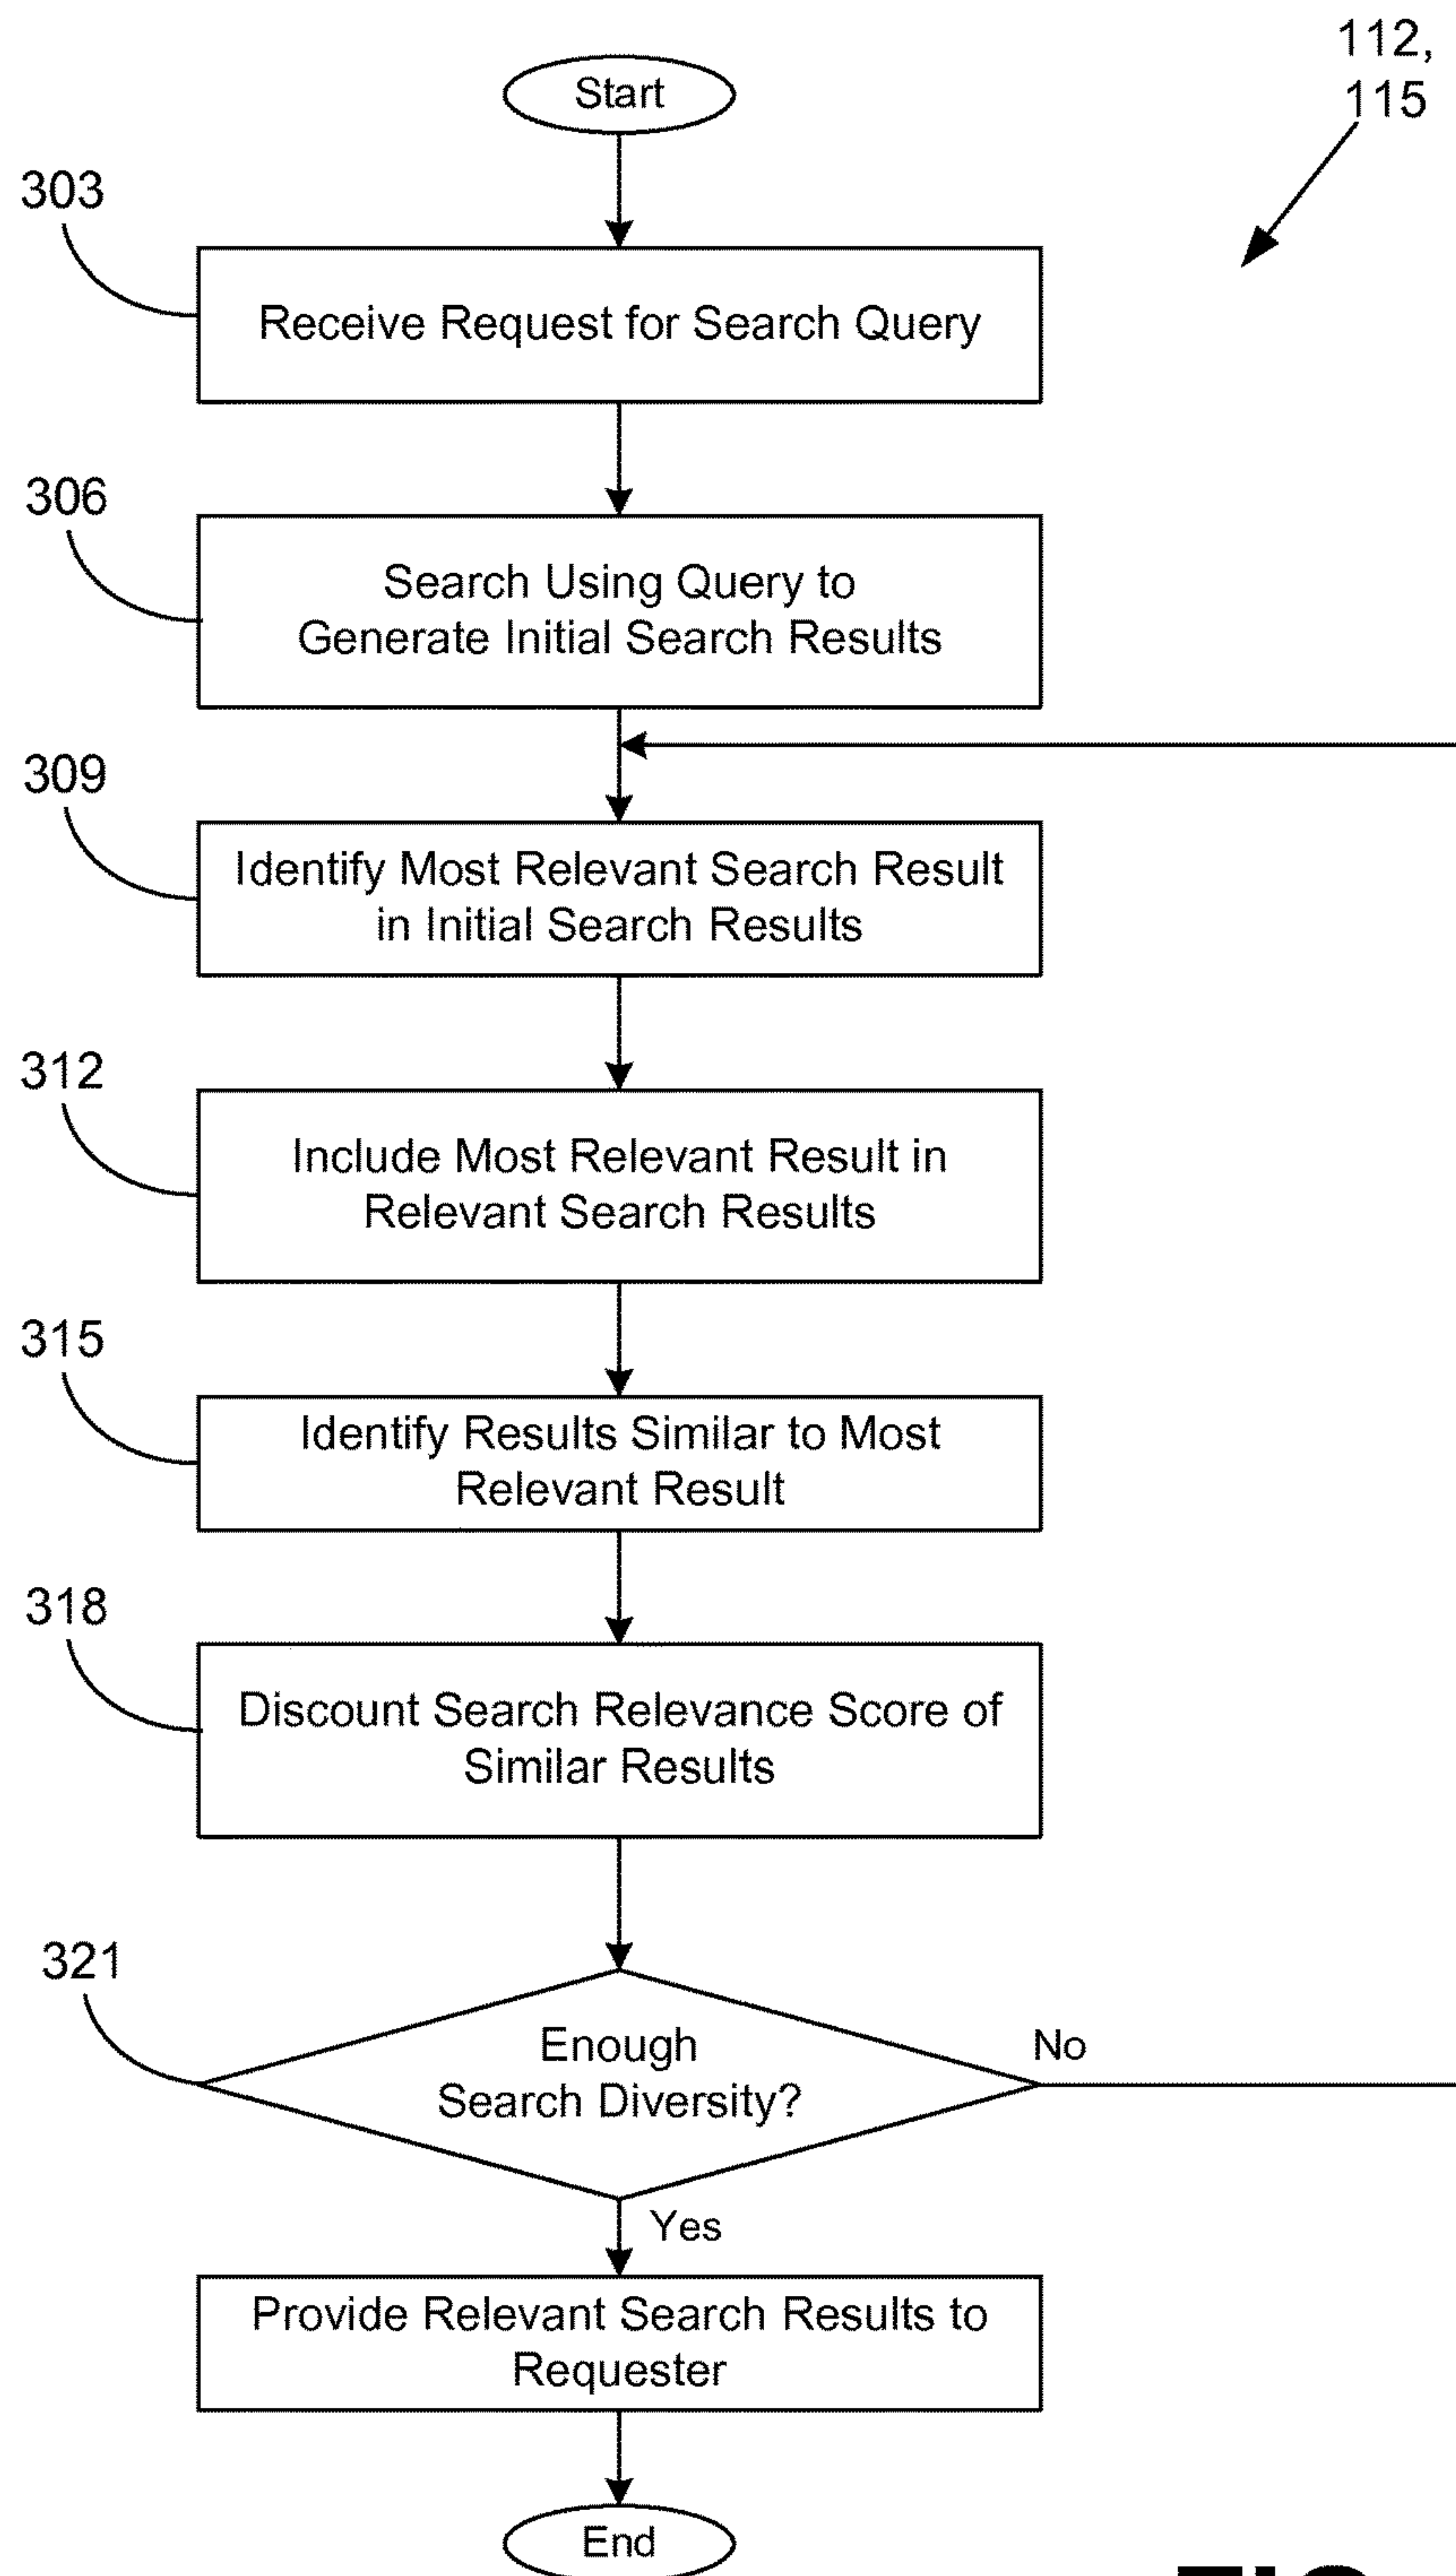 112,
115
Start
303
Receive Request for Search Query
306
Search Using Query to
Generate Initial Search Results
309
Identify Most Relevant Search Result
in Initial Search Results
312
Include Most Relevant Result in
Relevant Search Results
315
Identify Results Similar to Most
Relevant Result
318
Discount Search Relevance Score of
Similar Results
321
Enough
Search Diversity?
No
Yes
Provide Relevant Search Results to
Requester
End